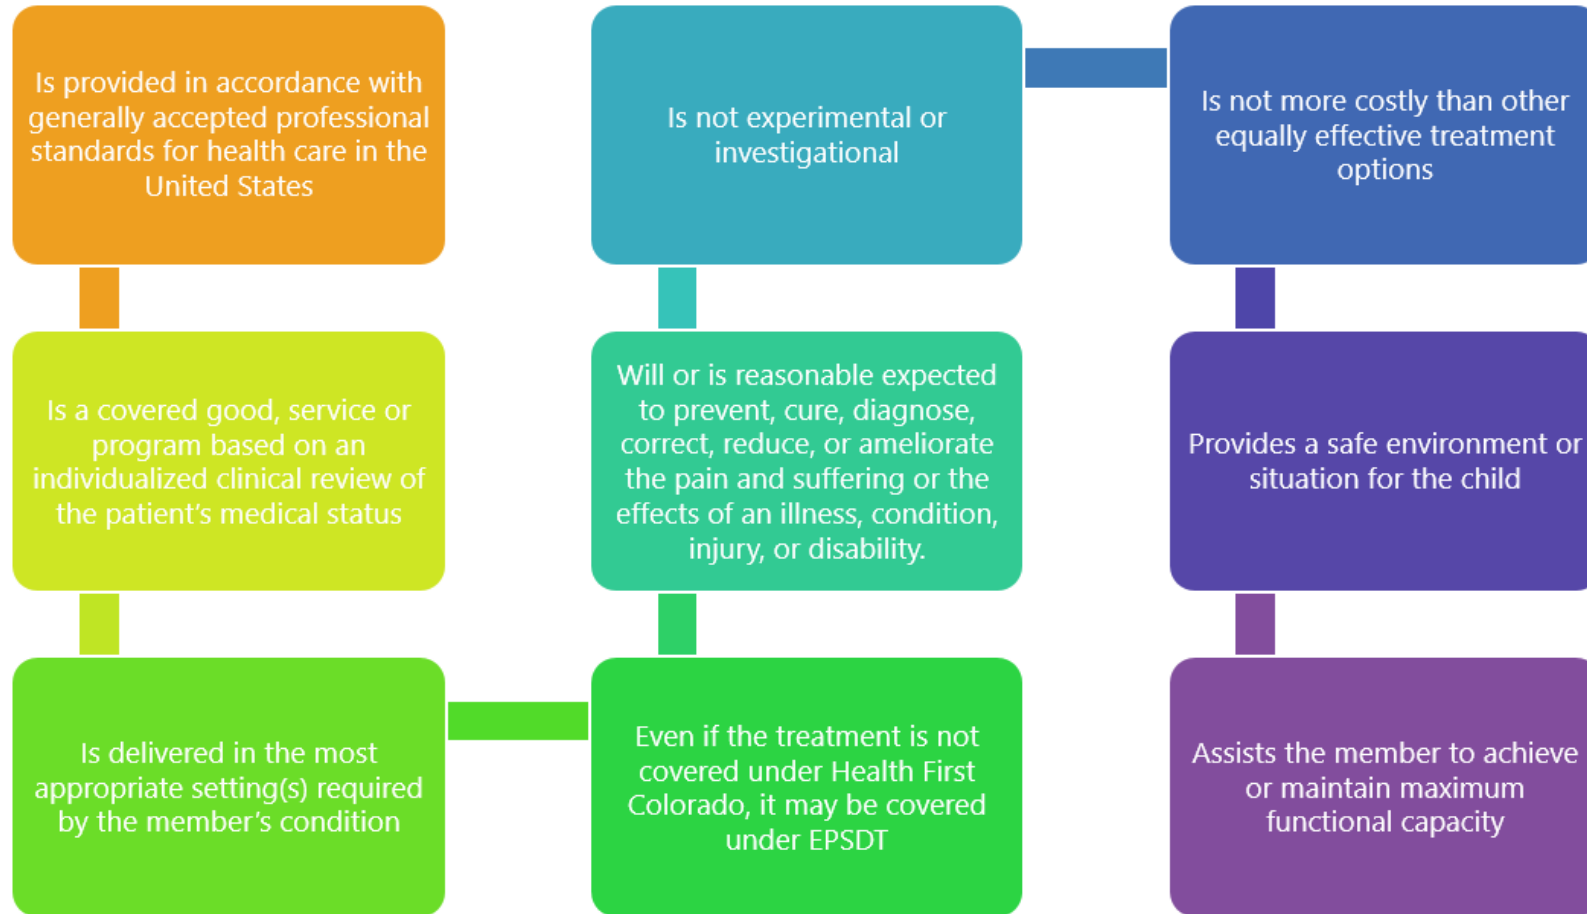 Is provided in accordance with
generally accepted professional
standards for health care in the
United States
Is a covered good, service or
program based on an
individualized clinical review of
the patient's medical status
Is delivered in the most
appropriate setting(s) required
by the member's condition
Even if the treatment is not
covered under Health First
Colorado, it may be covered
under EPSDT
Will or is reasonable expected
to prevent, cure, diagnose,
correct, reduce, or ameliorate
the pain and suffering or the
effects of an illness, condition,
injury, or disability.
Is not experimental or
investigational
Is not more costly than other
equally effective treatment
options
Provides a safe environment or
situation for the child
Assists the member to achieve
or maintain maximum
functional capacity